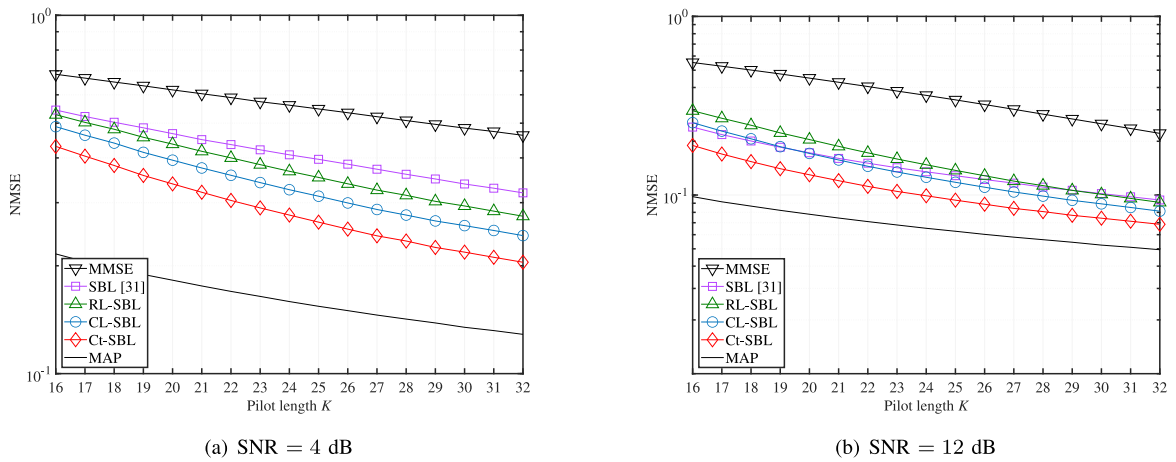 10^0
NMSE
10^-1
MMSE
SBL [31]
RL-SBL
CL-SBL
Ct-SBL
MAP
16 17 18 19 20 21 22 23 24 25 26 27 28 29 30 31 32
Pilot length K
(a) SNR = 4 dB
10^0
NMSE
10^-1
MMSE
SBL [31]
RL-SBL
CL-SBL
Ct-SBL
MAP
16 17 18 19 20 21 22 23 24 25 26 27 28 29 30 31 32
Pilot length K
(b) SNR = 12 dB